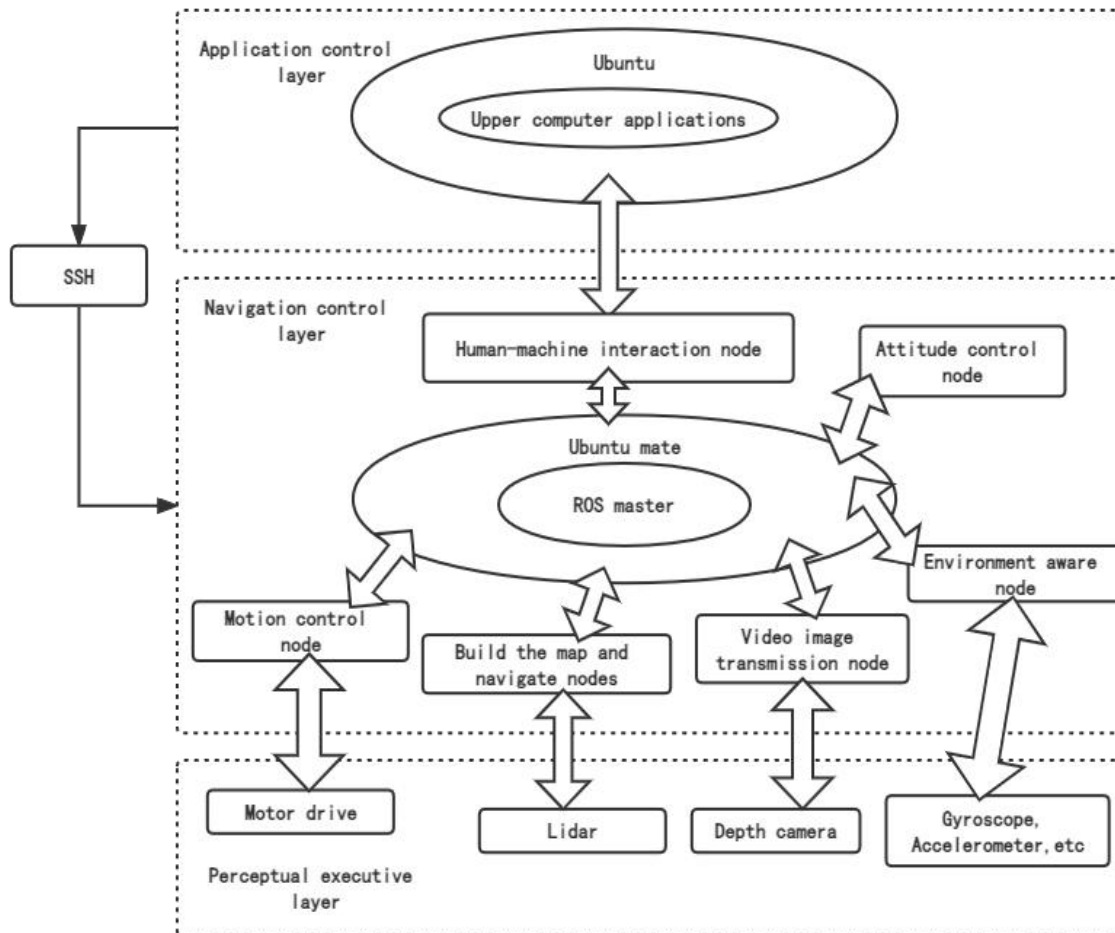 Application control
layer
Ubuntu
Upper computer applications
SSH
Navigation control
layer
Human-machine interaction node
Attitude control
node
Ubuntu mate
ROS master
Environment aware
node
Motion control
node
Build the map and
navigate nodes
Video image
transmission node
Motor drive
Lidar
Depth camera
Gyroscope,
Accelerometer,etc
Perceptual executive
layer